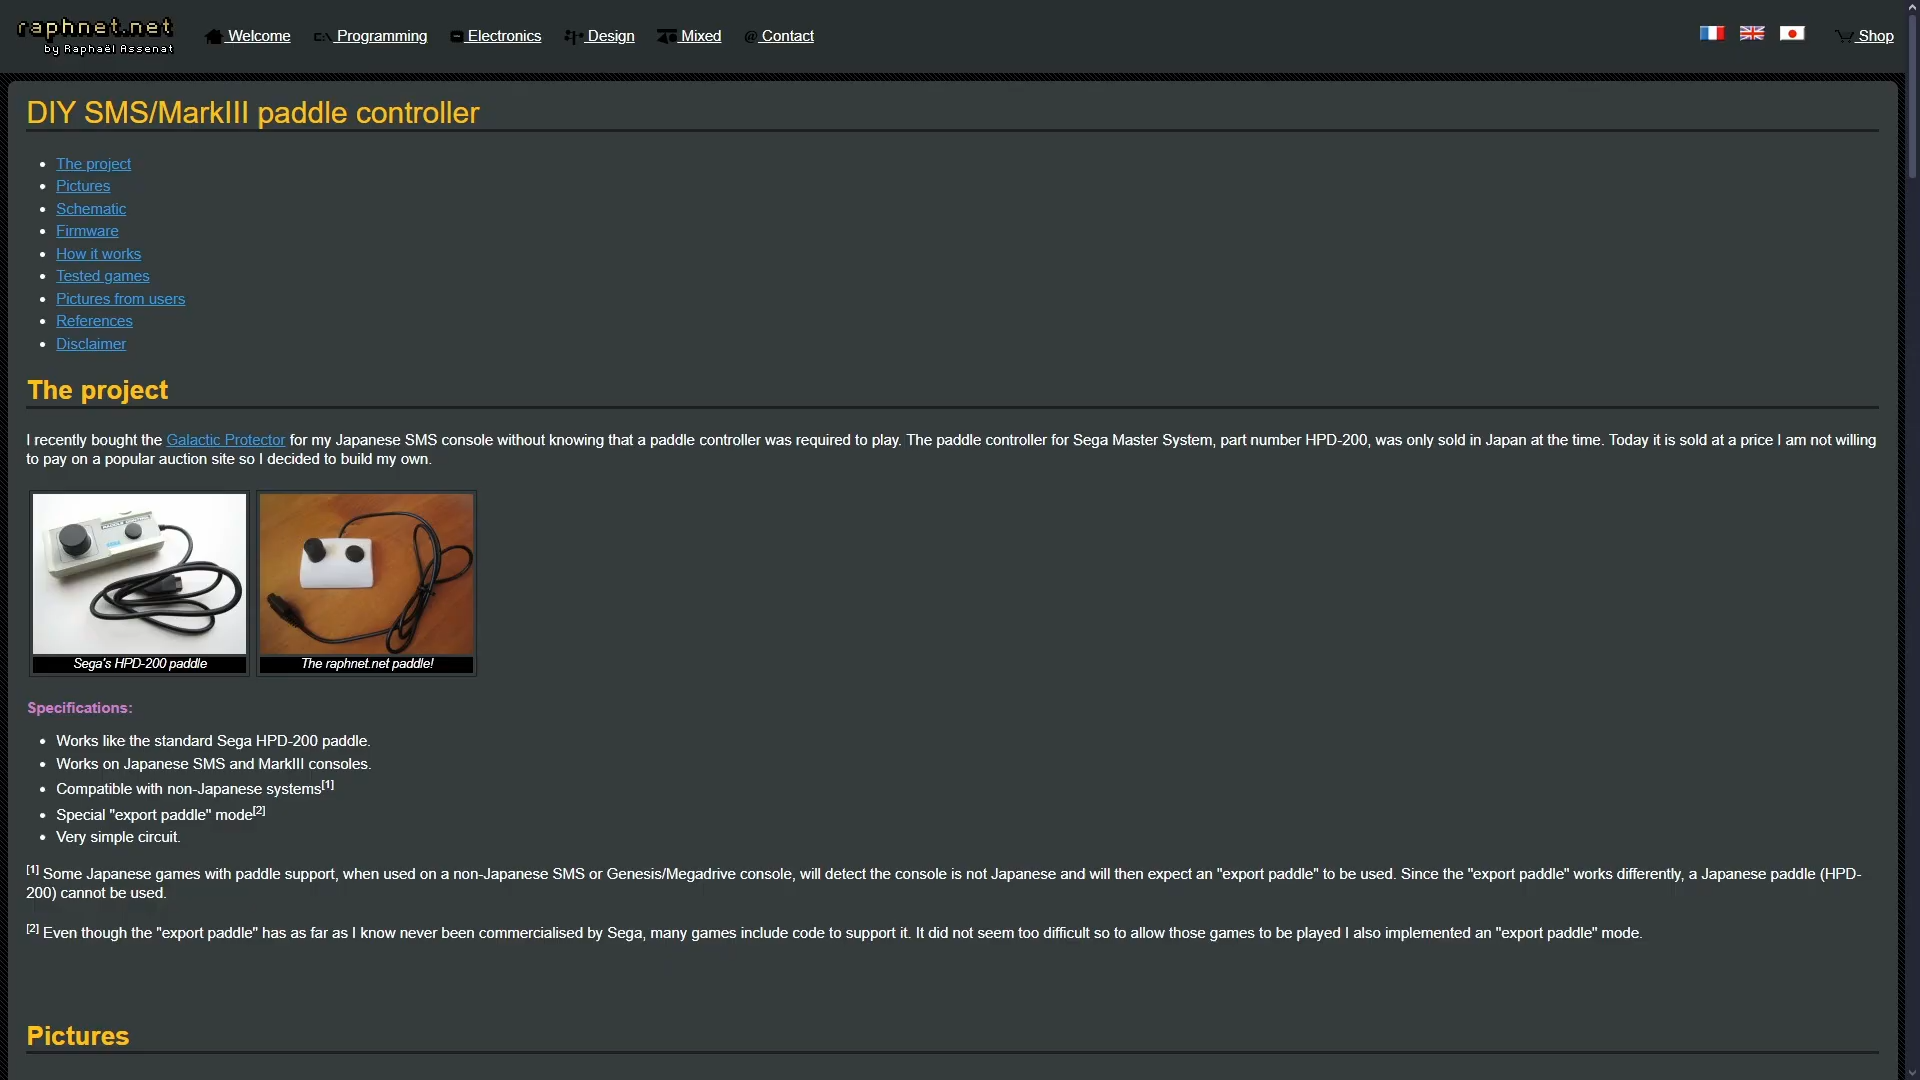 raphnet.net
by Raphaël Assenat
Welcome
Programming
Electronics
Design
Mixed
@ Contact
Shop
DIY SMS/MarkIII paddle controller
The project
Pictures
Schematic
Firmware
How it works
Tested games
Pictures from users
References
Disclaimer
The project
I recently bought the Galactic Protector for my Japanese SMS console without knowing that a paddle controller was required to play. The paddle controller for Sega Master System, part number HPD-200, was only sold in Japan at the time. Today it is sold at a price I am not willing
to pay on a popular auction site so I decided to build my own.
Sega's HPD-200 paddle
The raphnet.net paddle!
Specifications:
Works like the standard Sega HPD-200 paddle.
Works on Japanese SMS and MarkIII consoles.
Compatible with non-Japanese systems[1]
Special "export paddle" mode[2]
Very simple circuit.
[1] Some Japanese games with paddle support, when used on a non-Japanese SMS or Genesis/Megadrive console, will detect the console is not Japanese and will then expect an "export paddle" to be used. Since the "export paddle" works differently, a Japanese paddle (HPD-
200) cannot be used.
[2] Even though the "export paddle" has as far as I know never been commercialised by Sega, many games include code to support it. It did not seem too difficult so to allow those games to be played I also implemented an "export paddle" mode.
Pictures